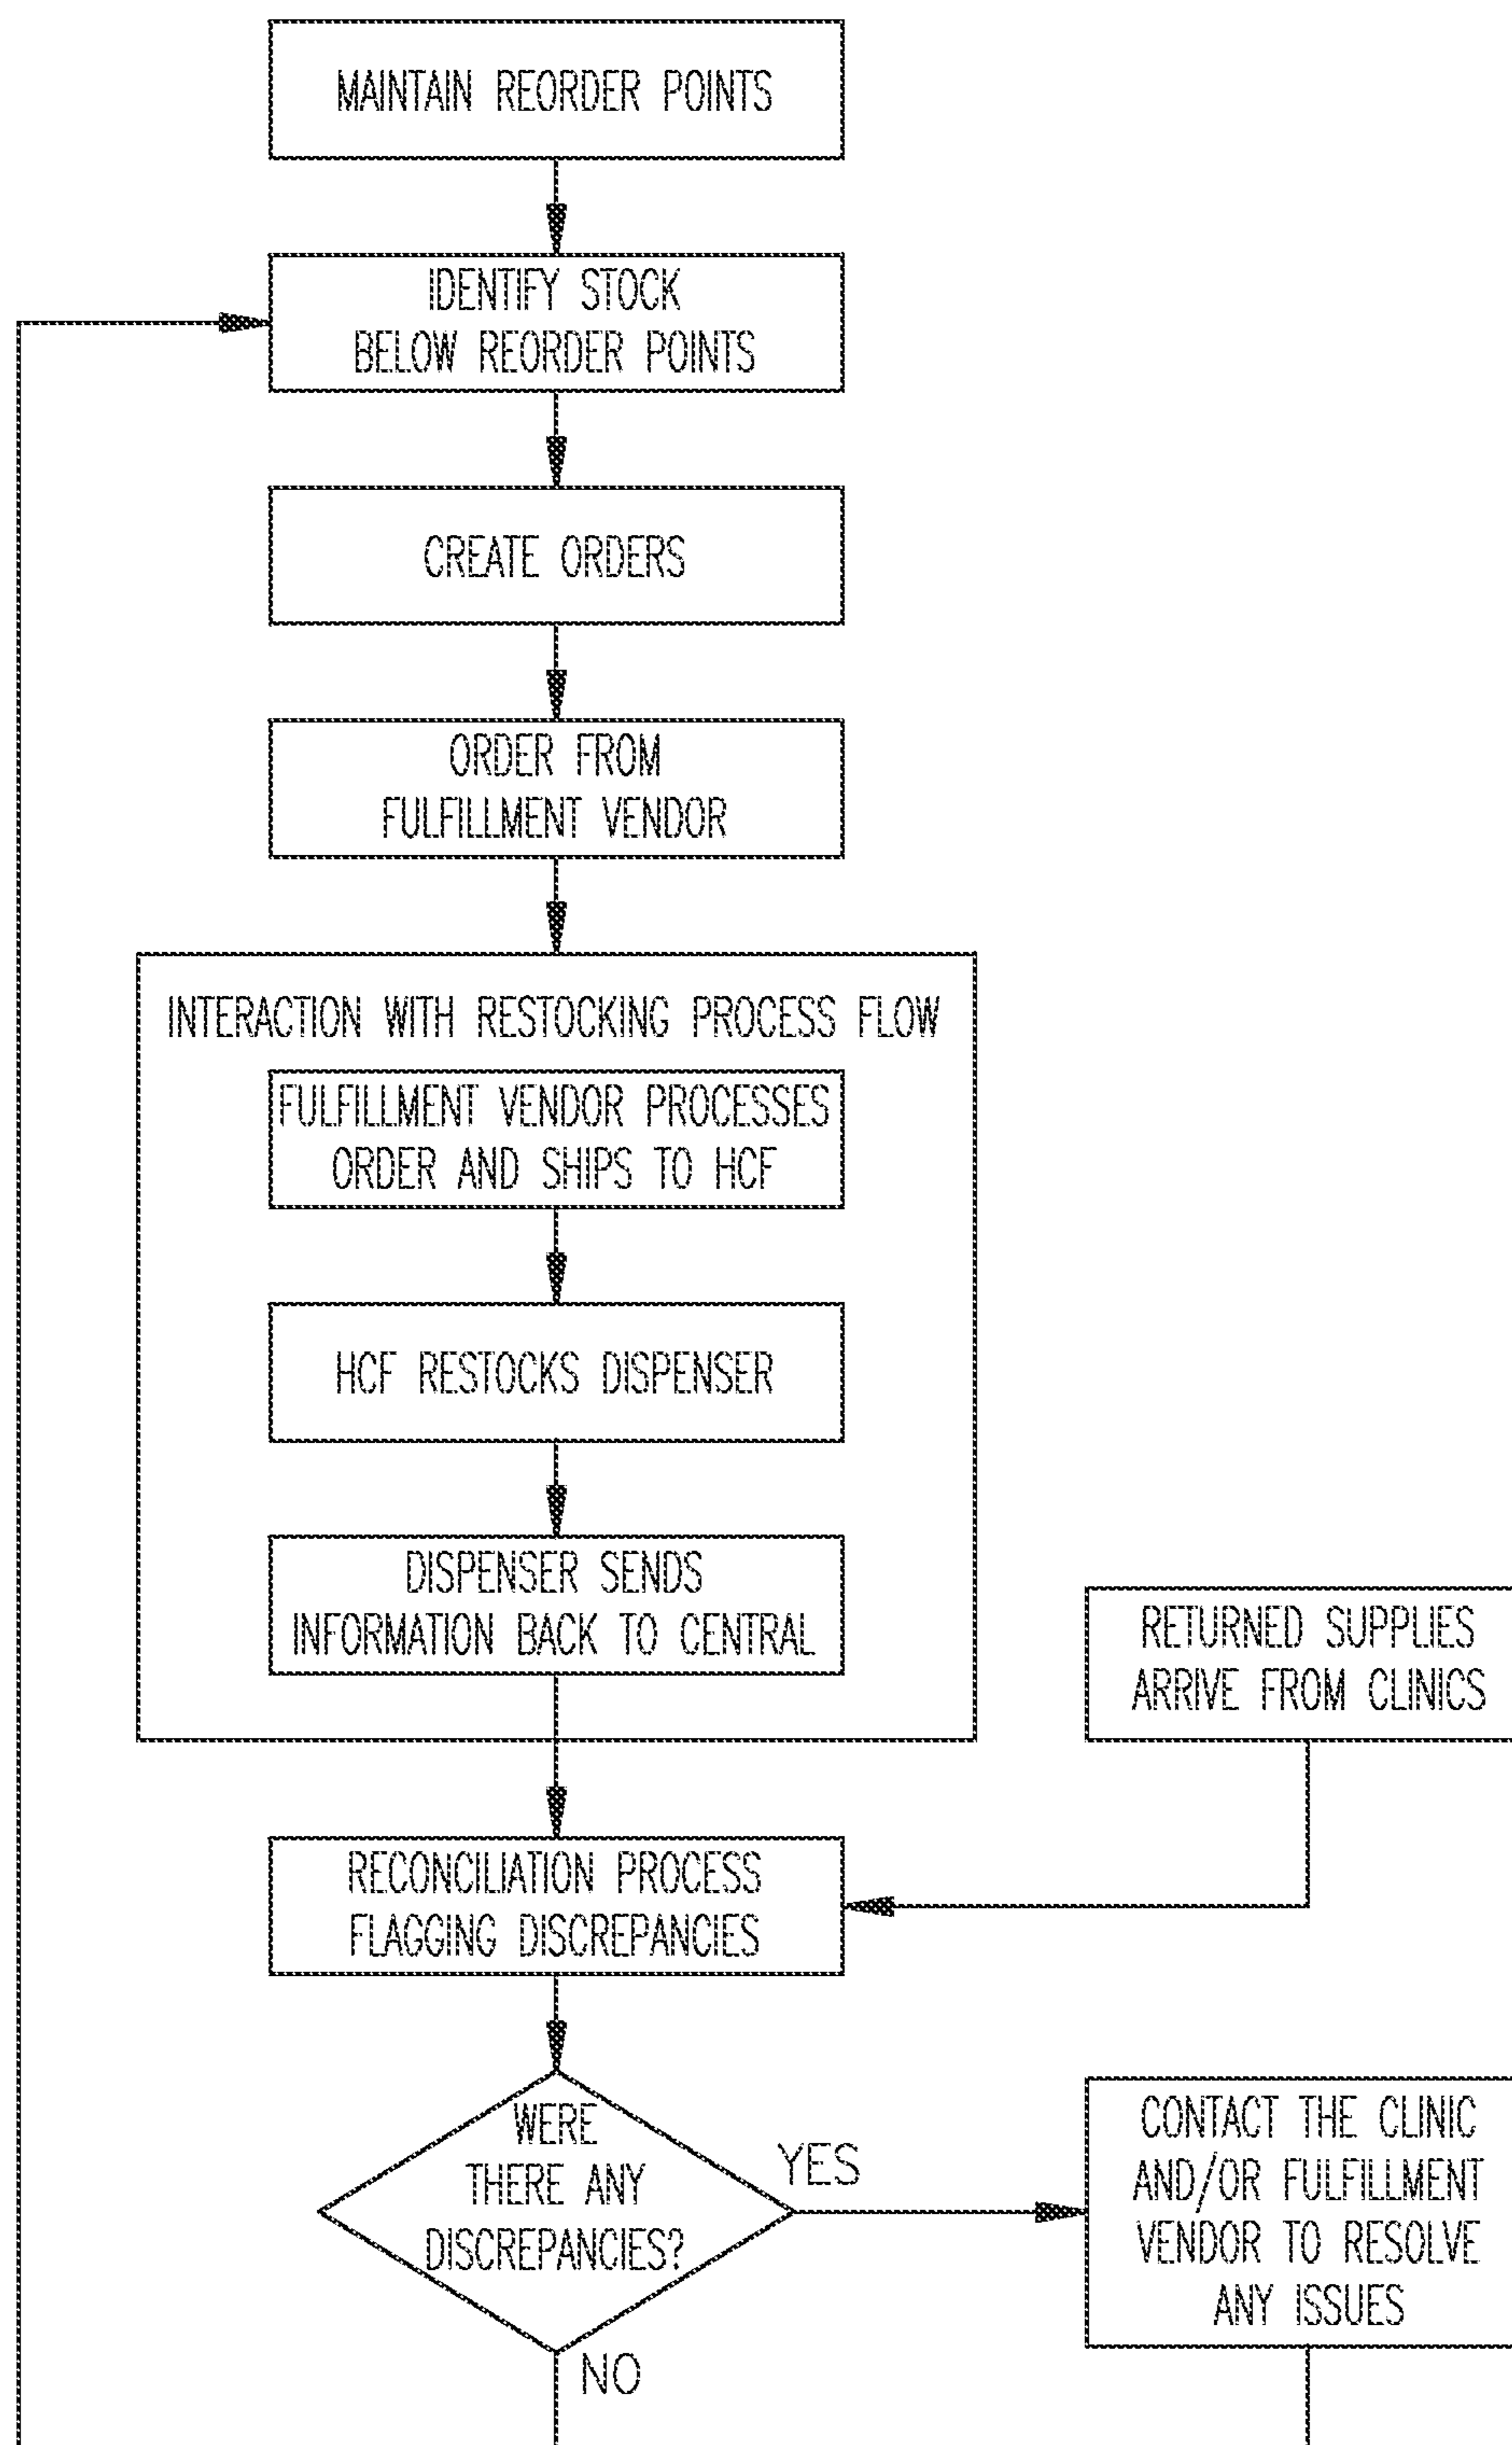 MAINTAIN REORDER POINTS
IDENTIFY STOCK
BELOW REORDER POINTS
CREATE ORDERS
ORDER FROM
FULFILLMENT VENDOR
INTERACTION WITH RESTOCKING PROCESS FLOW
FULFILLMENT VENDOR PROCESSES
ORDER AND SHIPS TO HCF
HCF RESTOCKS DISPENSER
DISPENSER SENDS
INFORMATION BACK TO CENTRAL
RETURNED SUPPLIES
ARRIVE FROM CLINICS
RECONCILIATION PROCESS
FLAGGING DISCREPANCIES
WERE
THERE ANY
DISCREPANCIES?
YES
CONTACT THE CLINIC
AND/OR FULFILLMENT
VENDOR TO RESOLVE
ANY ISSUES
NO